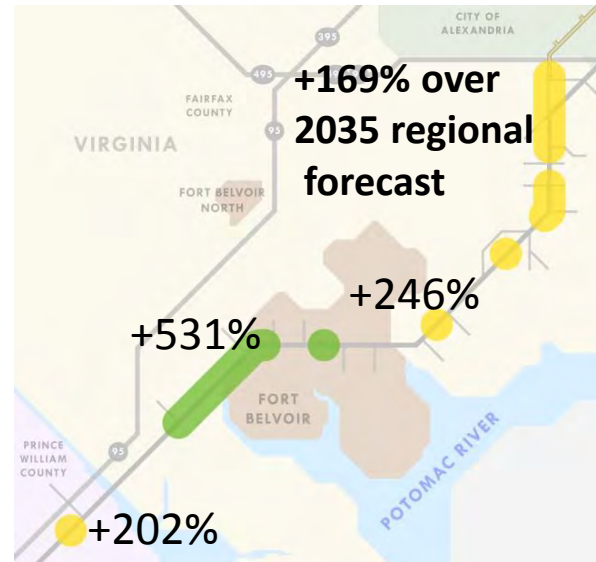 CITY OF
ALEXANDRIA
395
495
+169% over
2035 regional
forecast
FAIRFAX
COUNTY
95
VIRGINIA
FORT BELVOIR
NORTH
+246%
+531%
FORT
BELVOIR
PRINCE
WILLIAM
COUNTY
95
POTOMAC RIVER
+202%